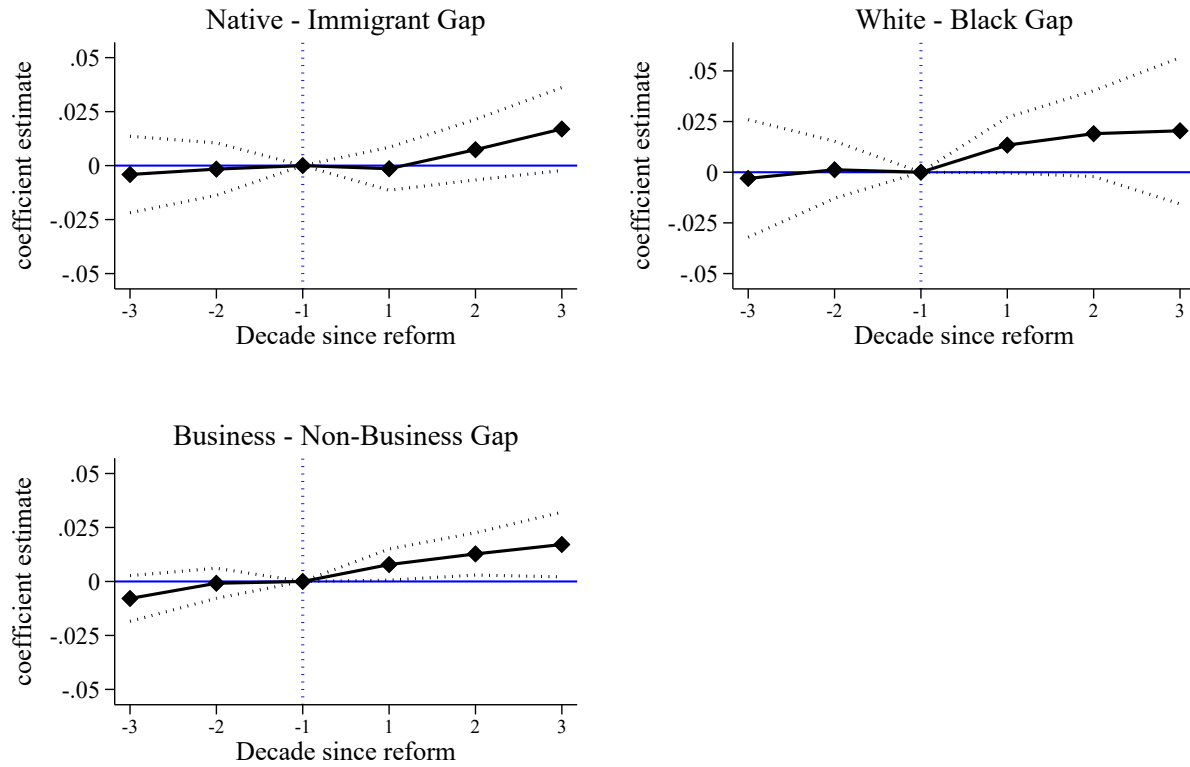 Native - Immigrant Gap
coefficient estimate
.05
.025
0
-.025
-.05
-3 -2 -1 1 2 3
Decade since reform
White - Black Gap
coefficient estimate
.05
.025
0
-.025
-.05
-3 -2 -1 1 2 3
Decade since reform
Business - Non-Business Gap
coefficient estimate
.05
.025
0
-.025
-.05
-3 -2 -1 1 2 3
Decade since reform